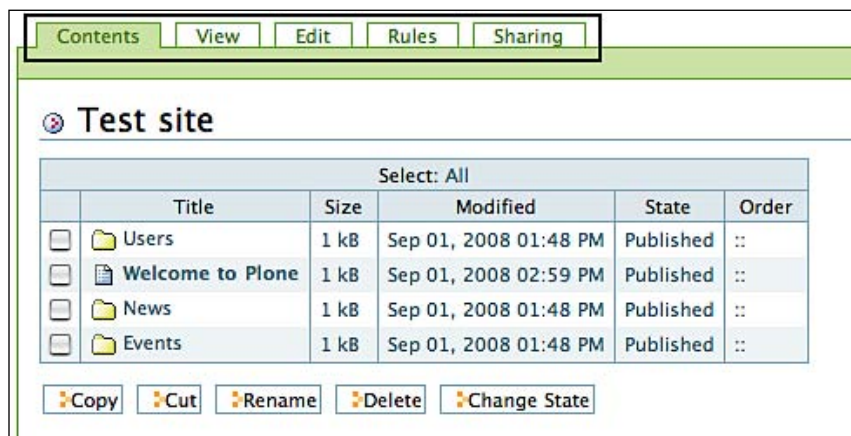 Contents View Edit Rules Sharing
Test site
Select: All
Title Size Modified State Order
Users 1 kB Sep 01, 2008 01:48 PM Published ::
Welcome to Plone 1 kB Sep 01, 2008 02:59 PM Published ::
News 1 kB Sep 01, 2008 01:48 PM Published ::
Events 1 kB Sep 01, 2008 01:48 PM Published ::
Copy Cut Rename Delete Change State